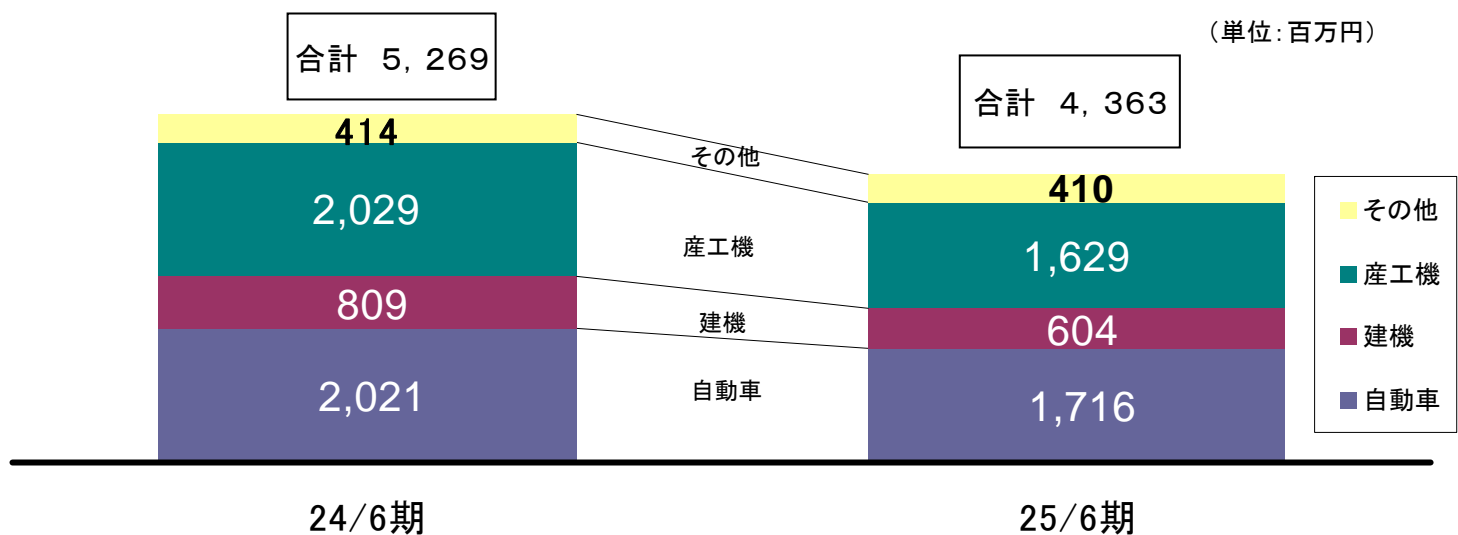 (単位:百万円)
合計 5,269
合計 4,363
414
2,029
809
2,021
その他
産工機
建機
自動車
410
1,629
604
1,716
その他
産工機
建機
自動車
24/6期
25/6期